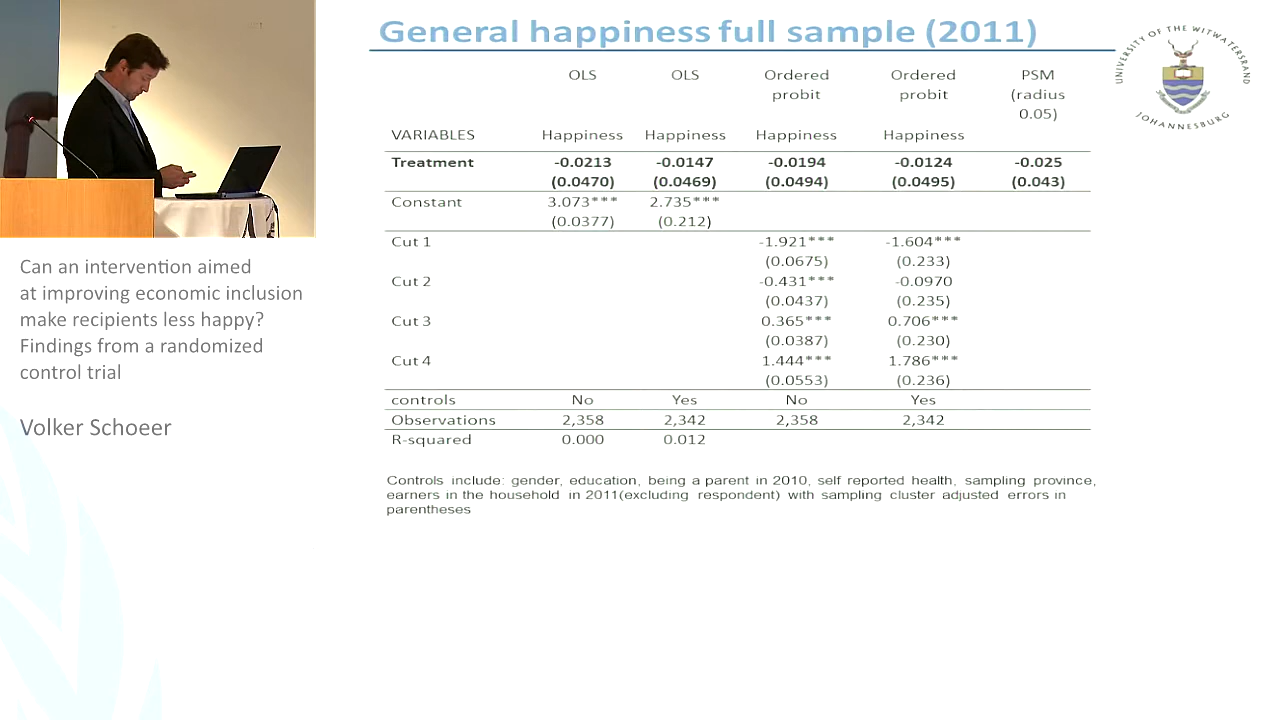 General happiness full sample (2011)
UNIVERSITY OF THE WITWATERSRAND
JOHANNESBURG
OLS OLS Ordered probit Ordered probit PSM (radius 0.05)
VARIABLES Happiness Happiness Happiness Happiness
Treatment -0.0213 -0.0147 -0.0194 -0.0124 -0.025
(0.0470) (0.0469) (0.0494) (0.0495) (0.043)
Constant 3.073*** 2.735***
(0.0377) (0.212)
Cut 1 -1.921*** -1.604***
(0.0675) (0.233)
Cut 2 -0.431*** -0.0970
(0.0437) (0.235)
Cut 3 0.365*** 0.706***
(0.0387) (0.230)
Cut 4 1.444*** 1.786***
(0.0553) (0.236)
controls No Yes No Yes
Observations 2,358 2,342 2,358 2,342
R-squared 0.000 0.012
Controls include: gender, education, being a parent in 2010, self reported health, sampling province,
earners in the household in 2011(excluding respondent) with sampling cluster adjusted errors in
parentheses
Can an intervention aimed
at improving economic inclusion
make recipients less happy?
Findings from a randomized
control trial
Volker Schoeer